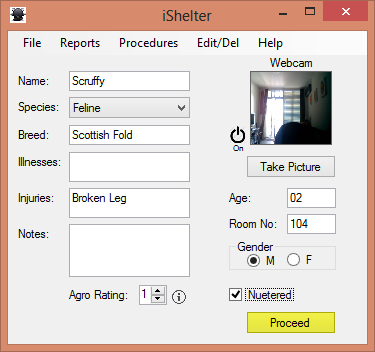 iShelter
File Reports Procedures Edit/Del Help
Webcam
Name: Scruffy
Species: Feline
On
Breed: Scottish Fold
Illnesses:
Take Picture
Injuries: Broken Leg
Age: 02
Room No: 104
Notes:
Gender
M F
Agro Rating: 1
Nuetered
Proceed